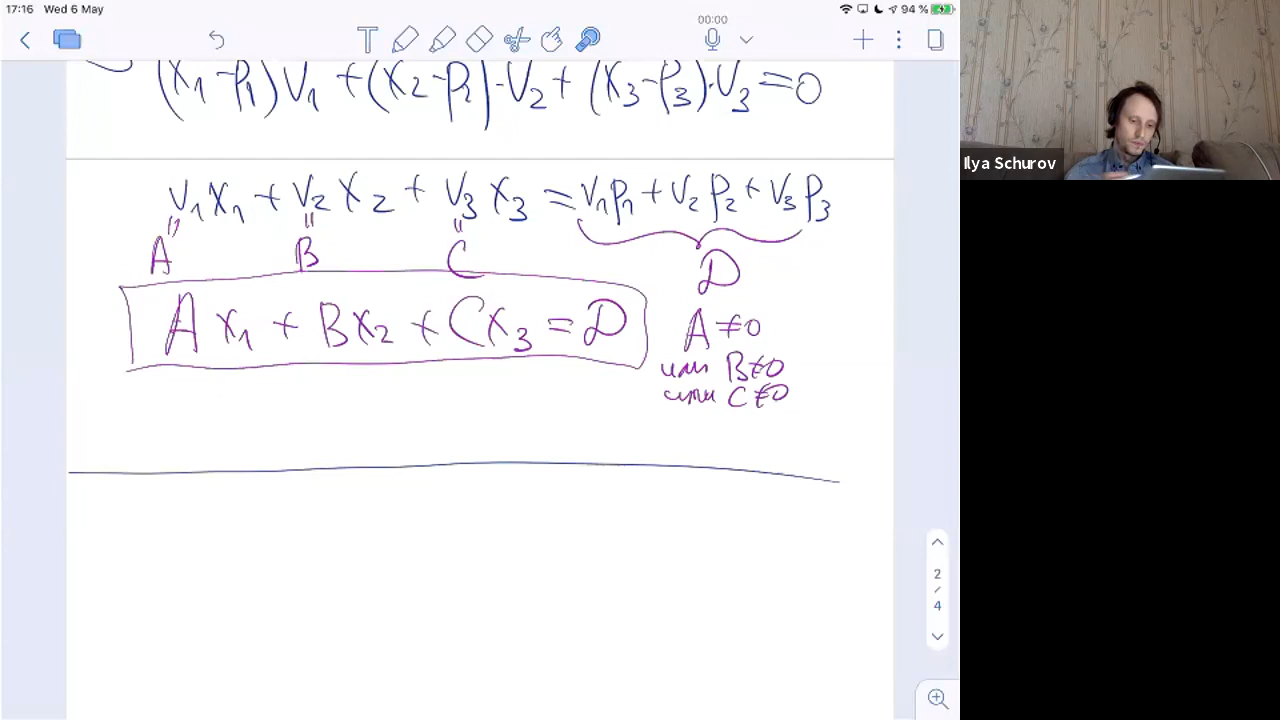 17:16 Wed 6 May
94 %
00:00
(x₁-p₁)V₁ + (x₂-p₂)·V₂ + (x₃-p₃)·V₃ = 0
V₁x₁ + V₂x₂ + V₃x₃ = V₁p₁ + V₂p₂ + V₃p₃
A B C
D
Ax₁ + Bx₂ + Cx₃ = D
A ≠ 0
или B ≠ 0
или C ≠ 0
2
/
4
Ilya Schurov